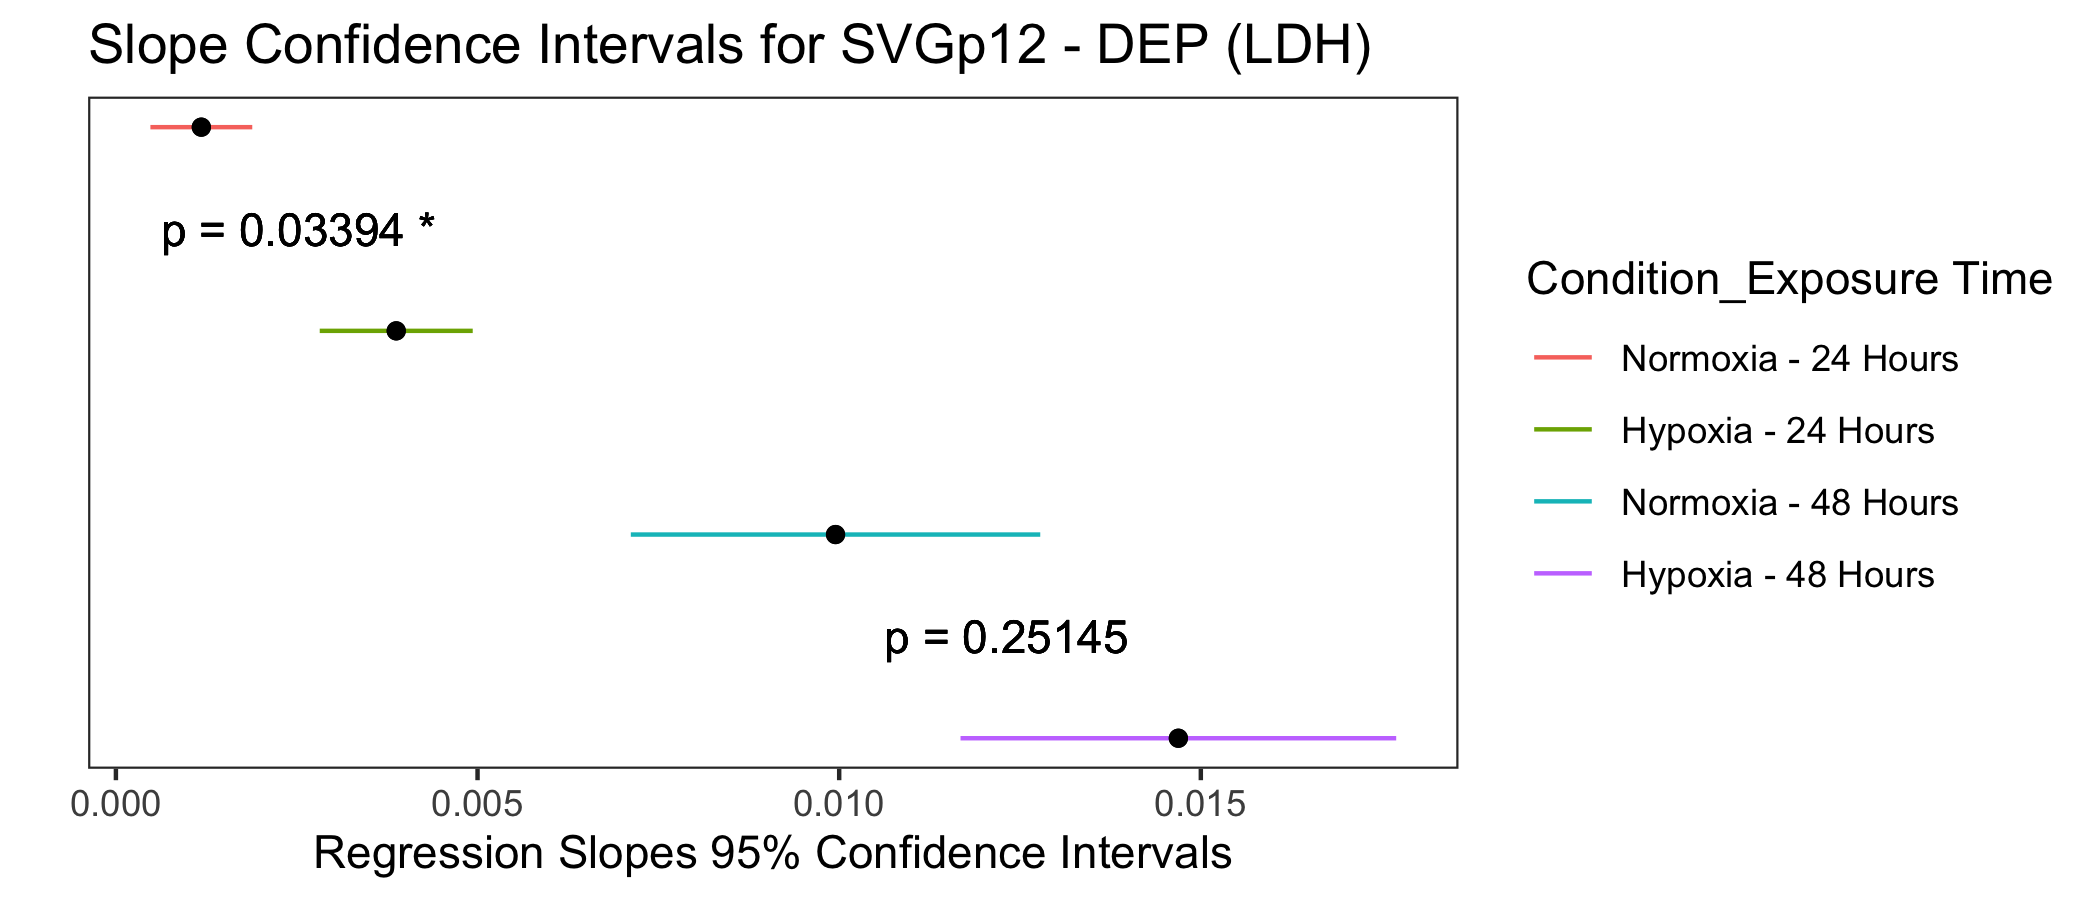 Slope Confidence Intervals for SVGp12 - DEP (LDH)
p = 0.03394 *
p = 0.25145
0.000 0.005 0.010 0.015
Regression Slopes 95% Confidence Intervals
Condition_Exposure Time
Normoxia - 24 Hours
Hypoxia - 24 Hours
Normoxia - 48 Hours
Hypoxia - 48 Hours